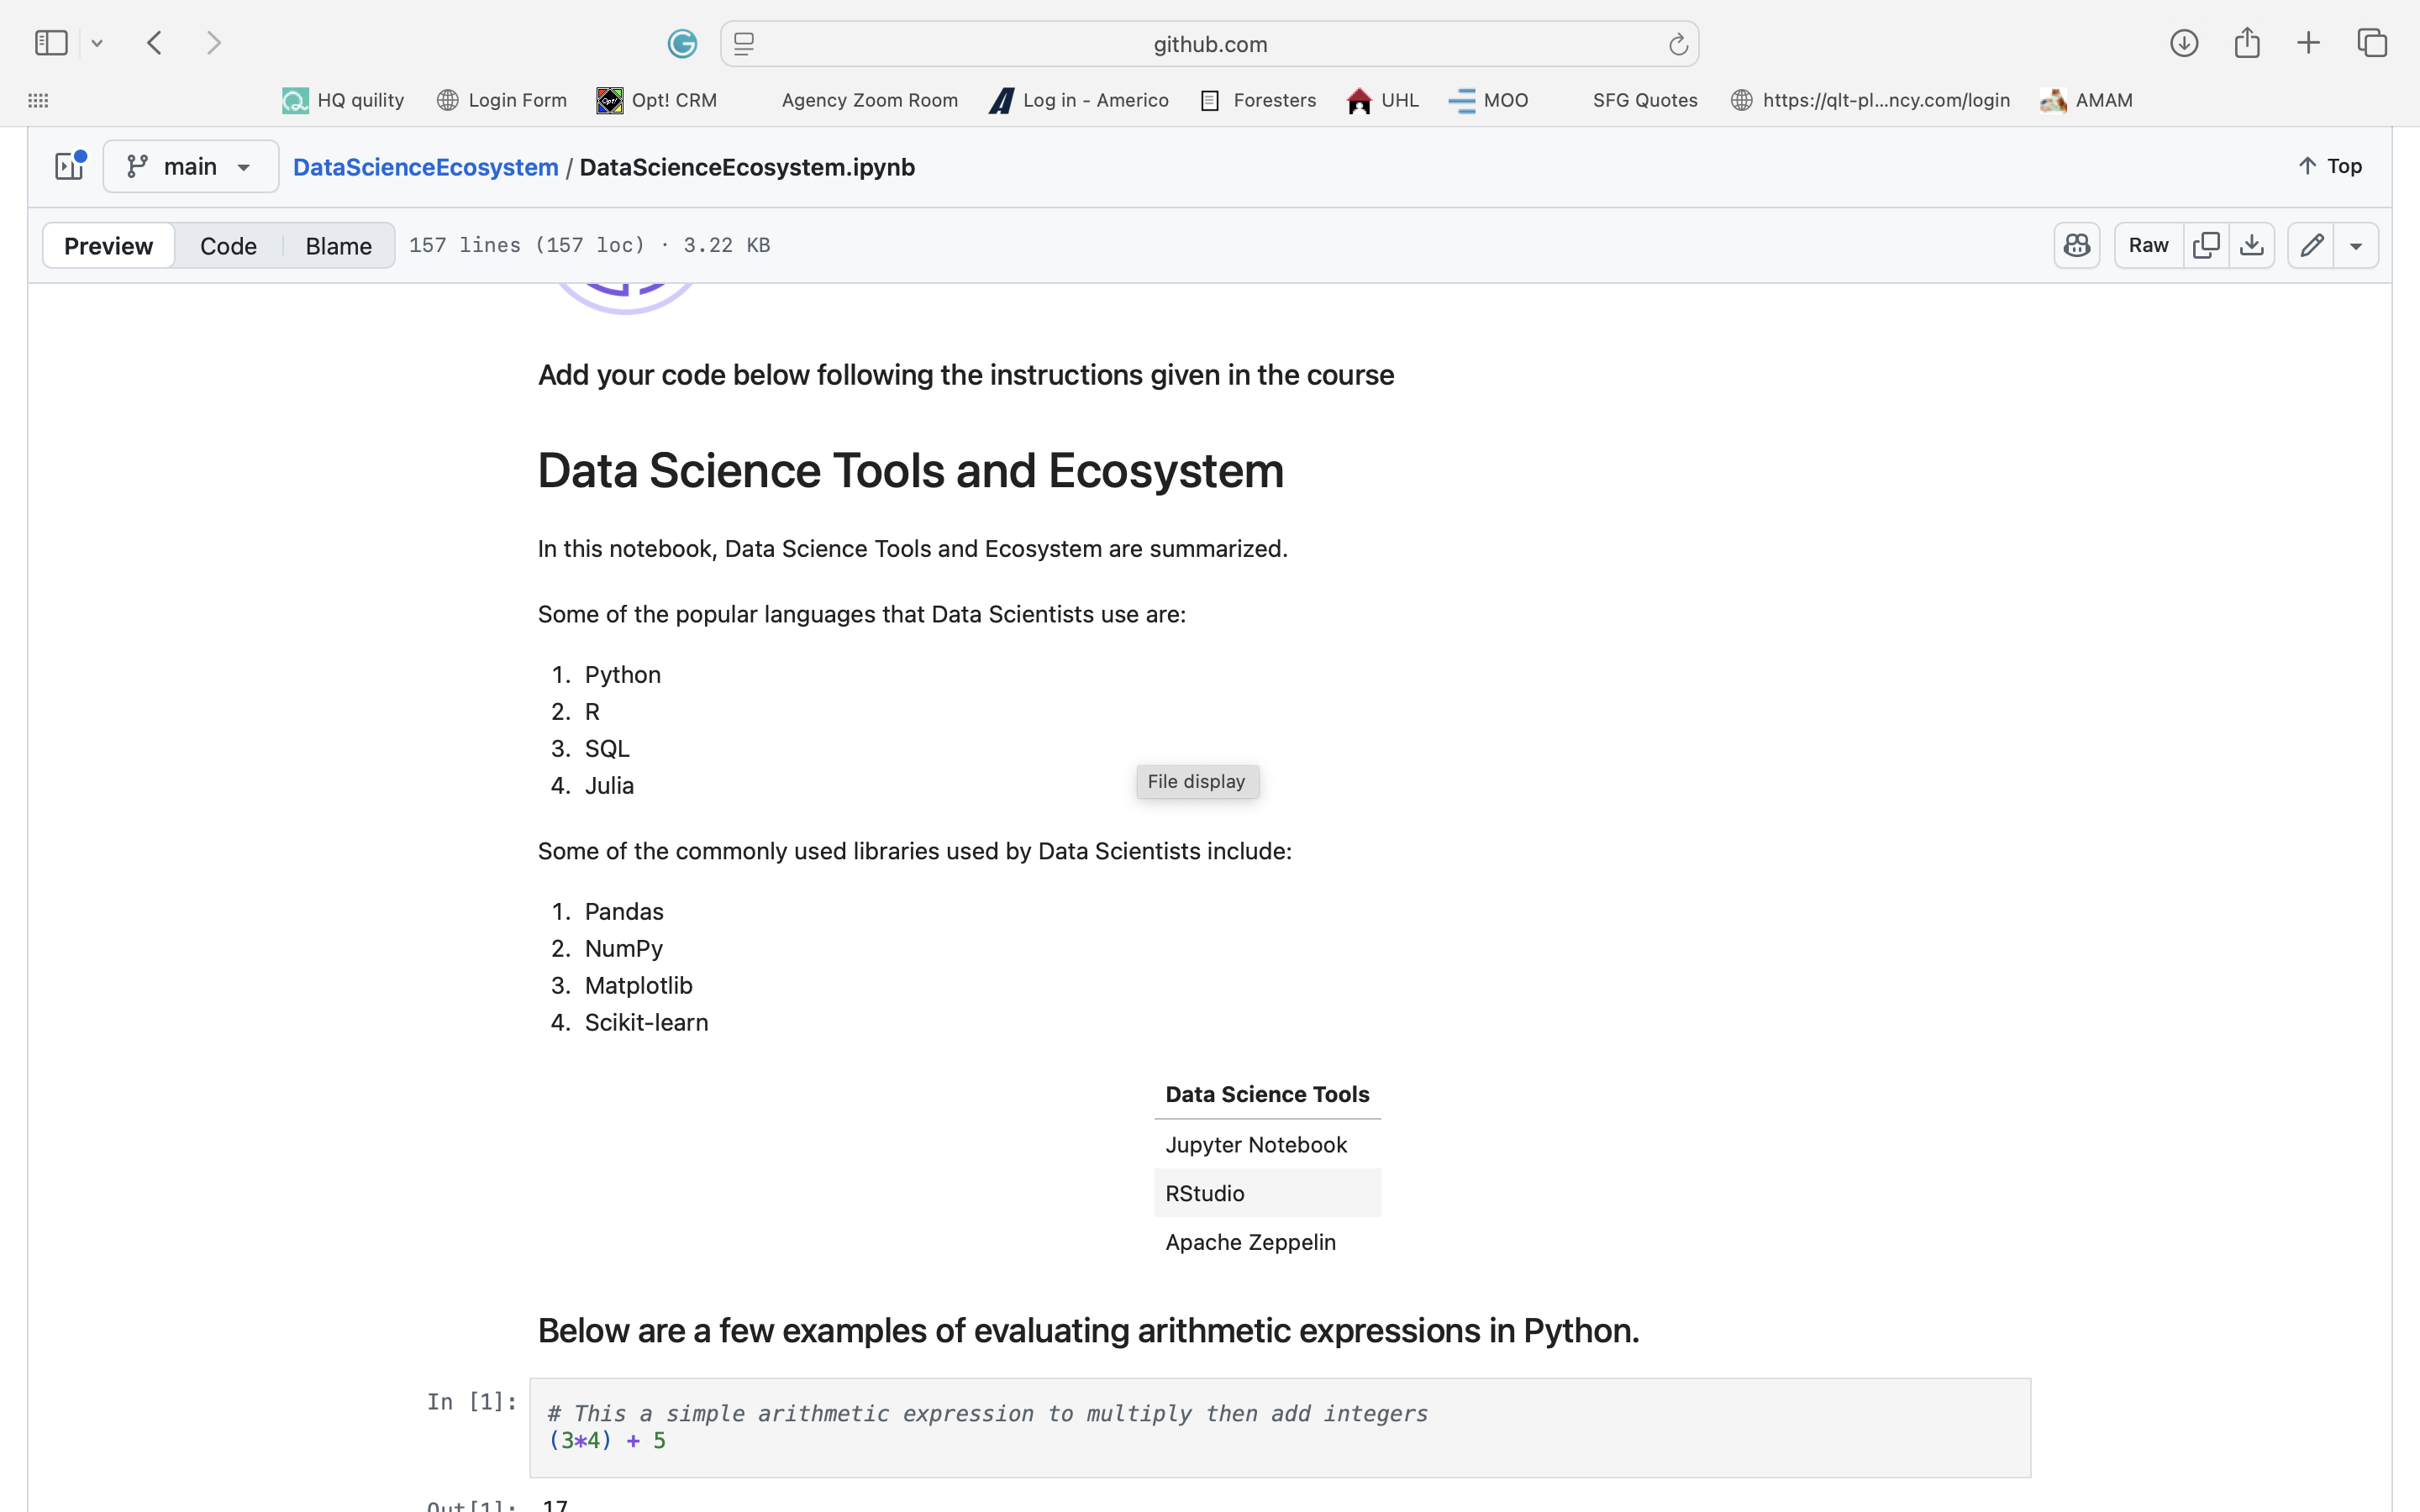 github.com
HQ quility Login Form Opt! CRM Agency Zoom Room Log in - Americo Foresters UHL MOO SFG Quotes https://qlt-pl...ncy.com/login AMAM
main DataScienceEcosystem / DataScienceEcosystem.ipynb Top
Preview Code Blame 157 lines (157 loc) · 3.22 KB Raw
Add your code below following the instructions given in the course
Data Science Tools and Ecosystem
In this notebook, Data Science Tools and Ecosystem are summarized.
Some of the popular languages that Data Scientists use are:
1. Python
2. R
3. SQL
4. Julia
File display
Some of the commonly used libraries used by Data Scientists include:
1. Pandas
2. NumPy
3. Matplotlib
4. Scikit-learn
Data Science Tools
Jupyter Notebook
RStudio
Apache Zeppelin
Below are a few examples of evaluating arithmetic expressions in Python.
In [1]: # This a simple arithmetic expression to multiply then add integers
(3*4) + 5
Out[1]: 17